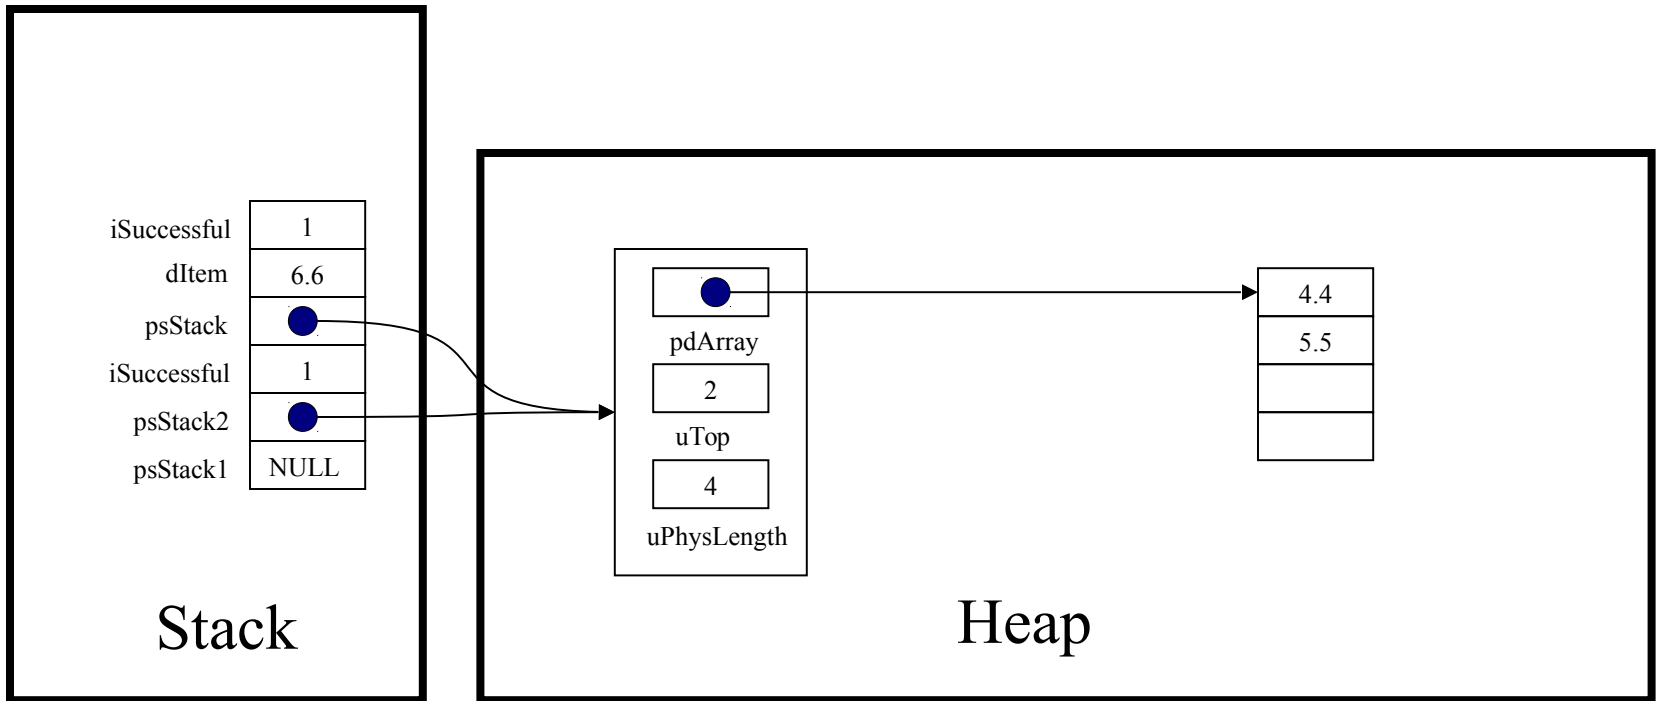 iSuccessful 1
dItem 6.6
psStack
iSuccessful 1
psStack2
psStack1 NULL
Stack
pdArray
2
uTop
4
uPhysLength
4.4
5.5
Heap